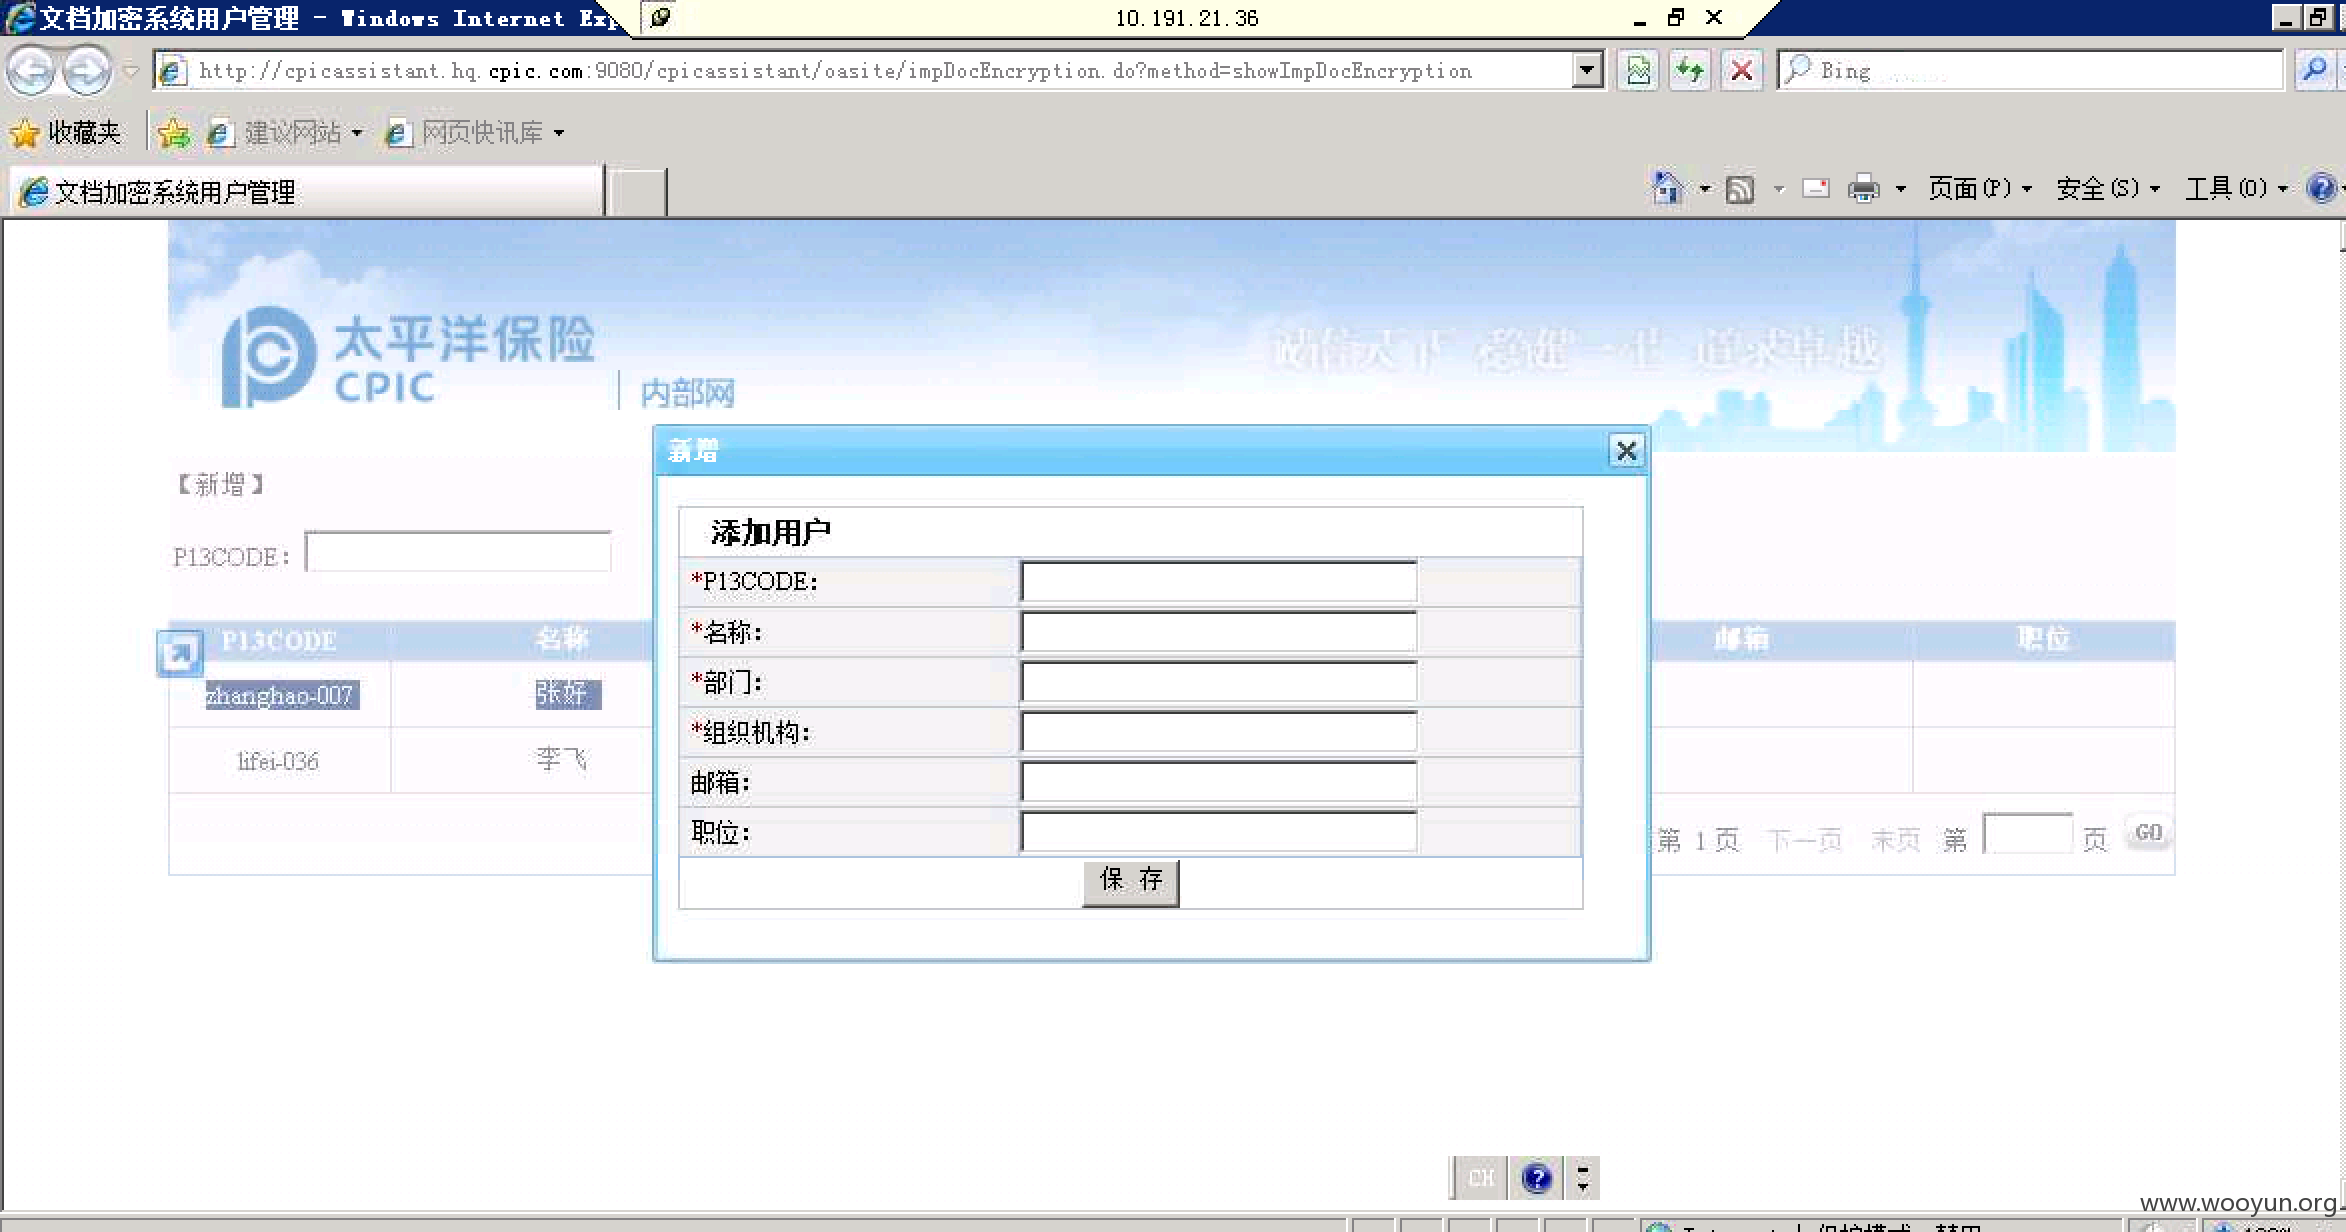 文档加密系统用户管理 - Windows Internet Exp
10.191.21.36
http://cpicassistant.hq.cpic.com:9080/cpicassistant/oasite/impDocEncryption.do?method=showImpDocEncryption
Bing
收藏夹
建议网站
网页快讯库
文档加密系统用户管理
页面(P)
安全(S)
工具(O)
太平洋保险
CPIC
内部网
诚信天下 稳健一生 追求卓越
【新增】
P13CODE:
P13CODE 名称 邮箱 职位
zhanghao-007 张好
lifei-036 李飞
第 1 页 下一页 末页 第 页 GO
新增
添加用户
*P13CODE:
*名称:
*部门:
*组织机构:
邮箱:
职位:
保 存
CH
www.wooyun.org